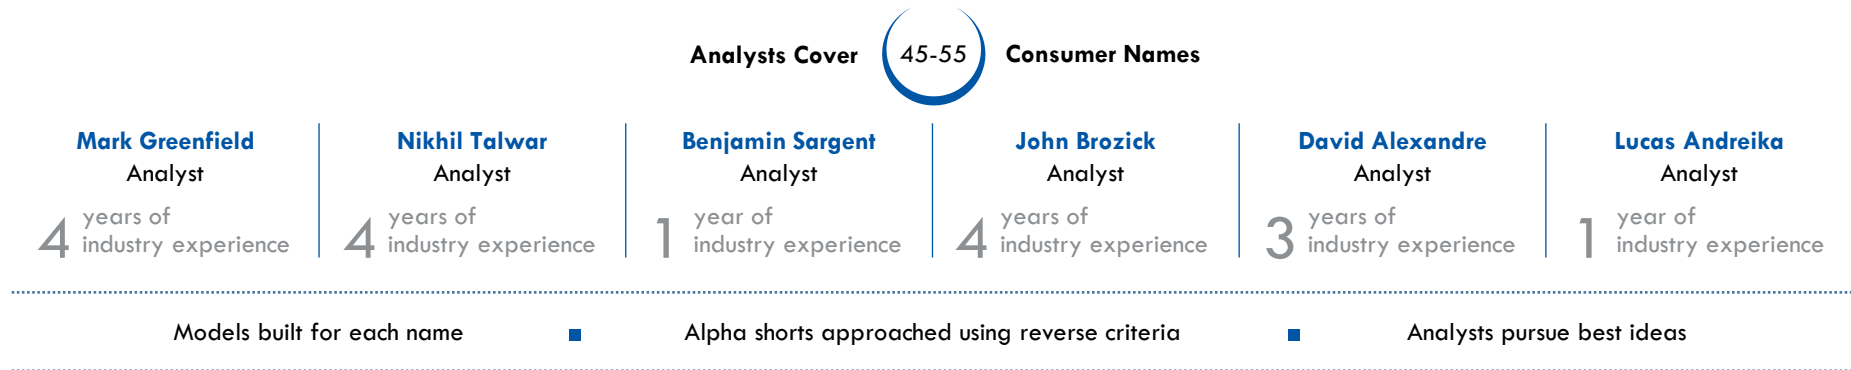 Analysts Cover 45-55 Consumer Names
Mark Greenfield
Analyst
4 years of
industry experience
Nikhil Talwar
Analyst
4 years of
industry experience
Benjamin Sargent
Analyst
1 year of
industry experience
John Brozick
Analyst
4 years of
industry experience
David Alexandre
Analyst
3 years of
industry experience
Lucas Andreika
Analyst
1 year of
industry experience
Models built for each name ■ Alpha shorts approached using reverse criteria ■ Analysts pursue best ideas